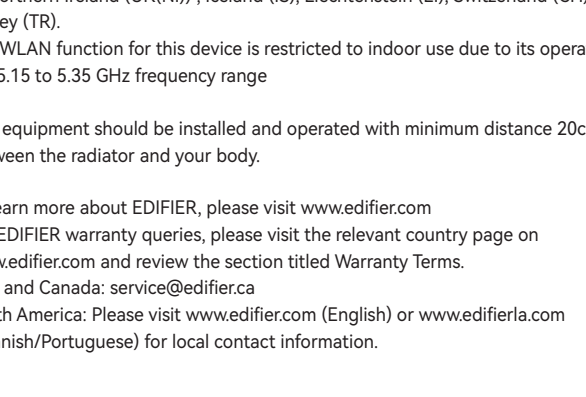 orthern Ireland (UK(NI)) , Iceland (IS), Liechtenstein (LI), Switzerland (CH)
ey (TR).
WLAN function for this device is restricted to indoor use due to its opera
5.15 to 5.35 GHz frequency range
equipment should be installed and operated with minimum distance 20c
ween the radiator and your body.
earn more about EDIFIER, please visit www.edifier.com
EDIFIER warranty queries, please visit the relevant country page on
w.edifier.com and review the section titled Warranty Terms.
and Canada: service@edifier.ca
th America: Please visit www.edifier.com (English) or www.edifierla.com
nish/Portuguese) for local contact information.